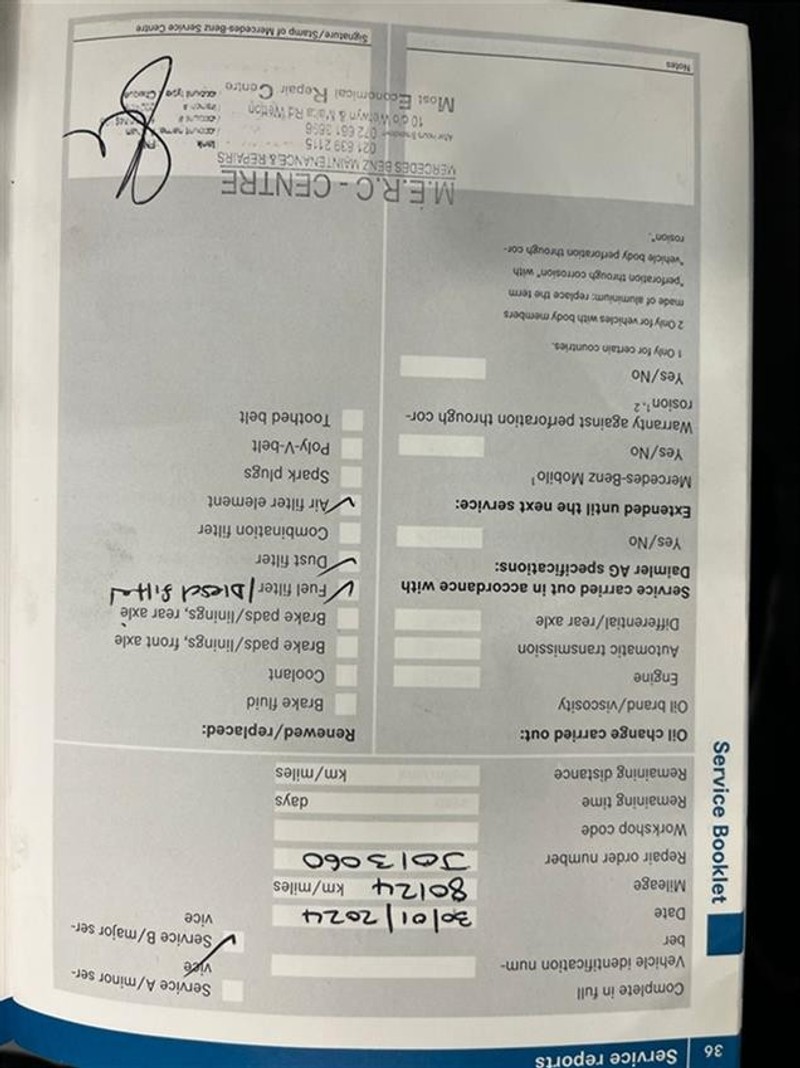 36 Service reports
Service Booklet
Complete in full
Vehicle identification num-
ber
Date 30/01/2024
Mileage 80124 km/miles
Repair order number J013060
Workshop code
Remaining time days
Remaining distance km/miles
Service A/minor ser-
vice
Service B/major ser-
vice
Oil change carried out:
Oil brand/viscosity
Engine
Automatic transmission
Differential/rear axle
Service carried out in accordance with
Daimler AG specifications:
Yes/No
Extended until the next service:
Mercedes-Benz Mobilo¹
Yes/No
Warranty against perforation through cor-
rosion¹,²
Yes/No
1 Only for certain countries.
2 Only for vehicles with body members
made of aluminium: replace the term
"perforation through corrosion" with
"vehicle body perforation through cor-
rosion".
Notes
Renewed/replaced:
Brake fluid
Coolant
Brake pads/linings, front axle
Brake pads/linings, rear axle
Fuel filter/Diesel filter
Dust filter
Combination filter
Air filter element
Spark plugs
Poly-V-belt
Toothed belt
M.E.R.C - CENTRE
MERCEDES BENZ MAINTENANCE & REPAIRS
021 839 2115
Most Economical Repair Centre
Signature/Stamp of Mercedes-Benz Service Centre